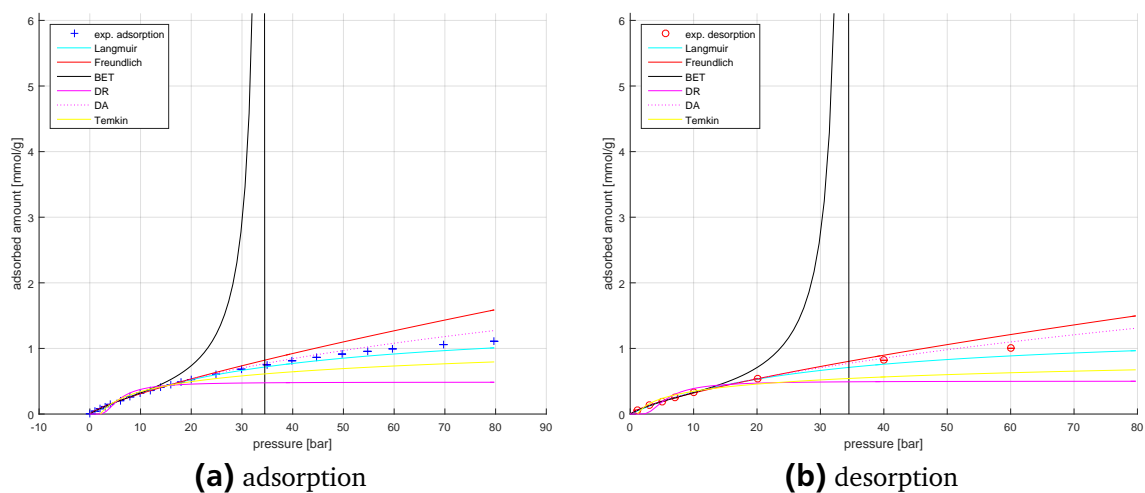 6
5
4
3
2
1
0
adsorbed amount [mmol/g]
exp. adsorption
Langmuir
Freundlich
BET
DR
DA
Temkin
-10 0 10 20 30 40 50 60 70 80 90
pressure [bar]
(a) adsorption
6
5
4
3
2
1
0
adsorbed amount [mmol/g]
exp. desorption
Langmuir
Freundlich
BET
DR
DA
Temkin
0 10 20 30 40 50 60 70 80
pressure [bar]
(b) desorption